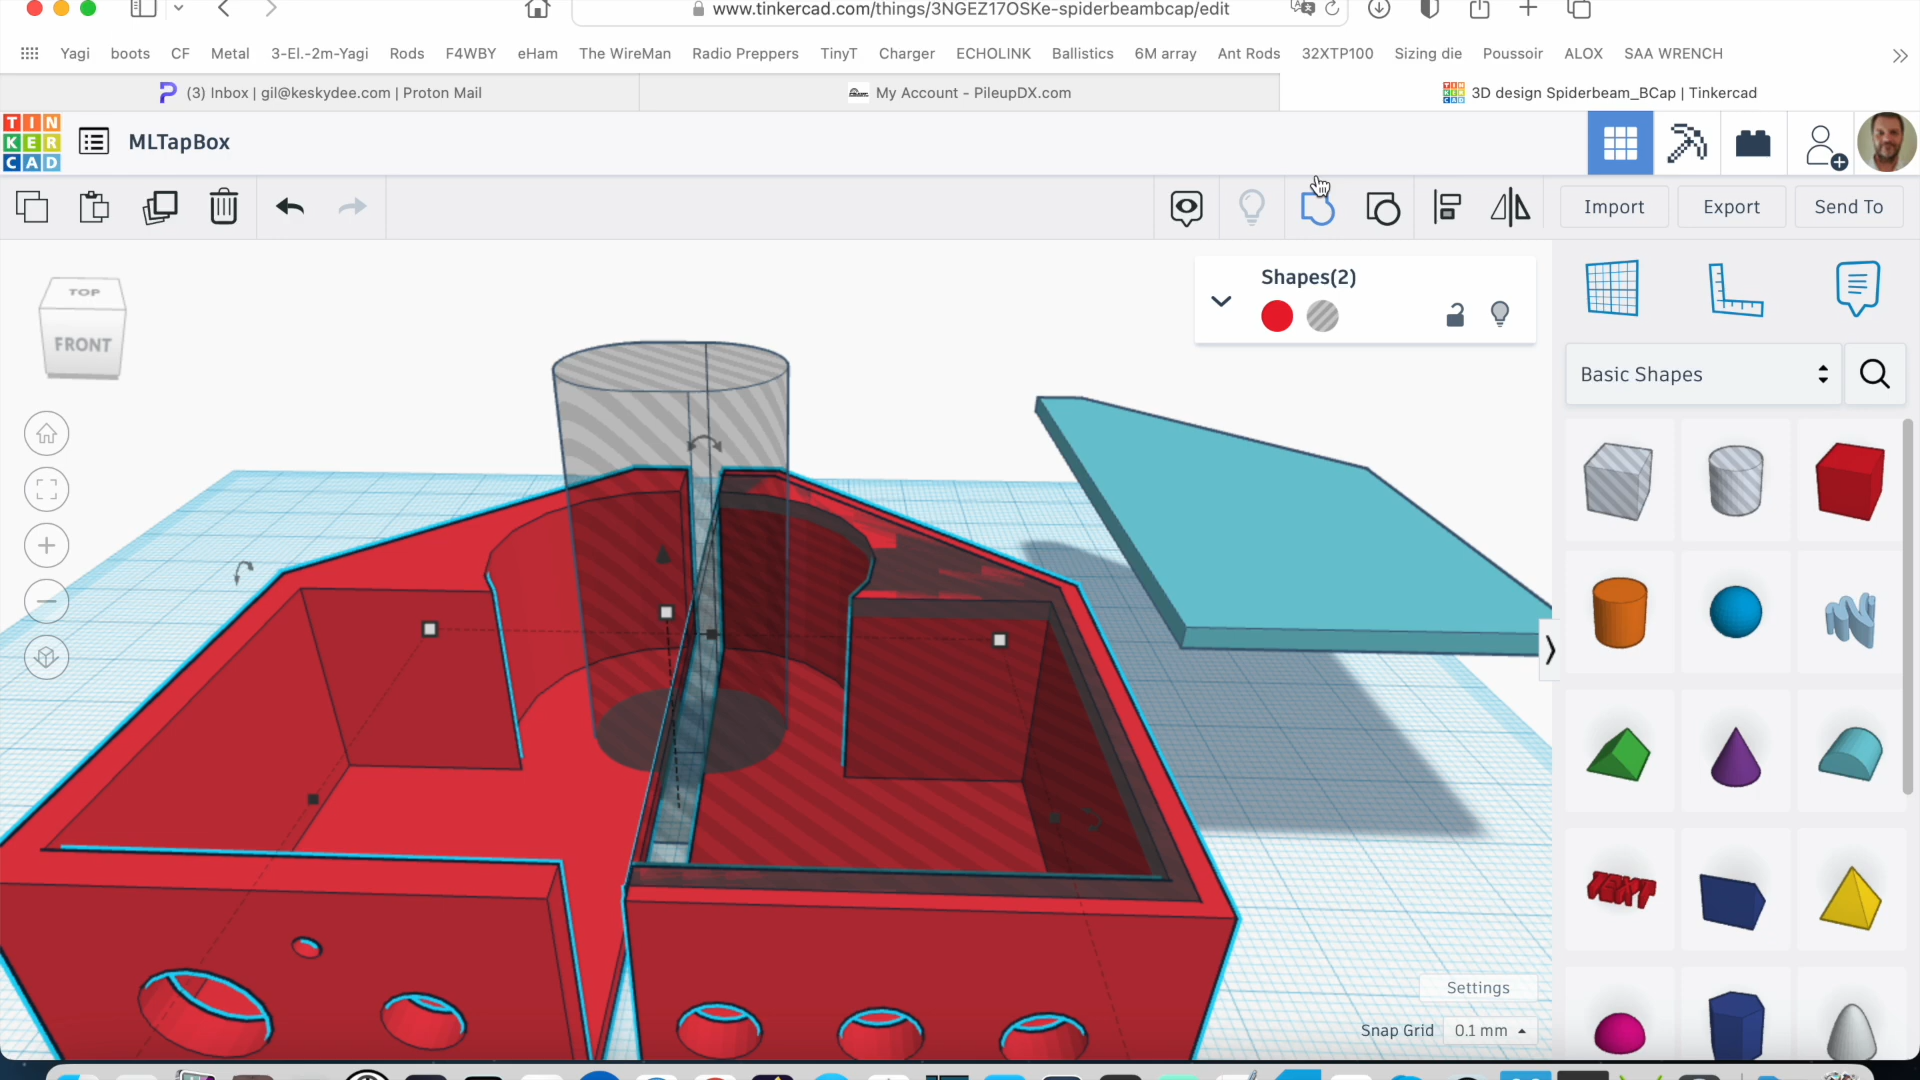 www.tinkercad.com/things/3NGEZ17OSKe-spiderbeambcap/edit
Yagi boots CF Metal 3-El.-2m-Yagi Rods F4WBY eHam The WireMan Radio Preppers TinyT Charger ECHOLINK Ballistics 6M array Ant Rods 32XTP100 Sizing die Poussoir ALOX SAA WRENCH
(3) Inbox | gil@keskydee.com | Proton Mail
My Account - PileupDX.com
3D design Spiderbeam_BCap | Tinkercad
TIN
KER
CAD
MLTapBox
Import
Export
Send To
Shapes(2)
TOP
FRONT
Basic Shapes
TEXT
Settings
Snap Grid 0.1 mm